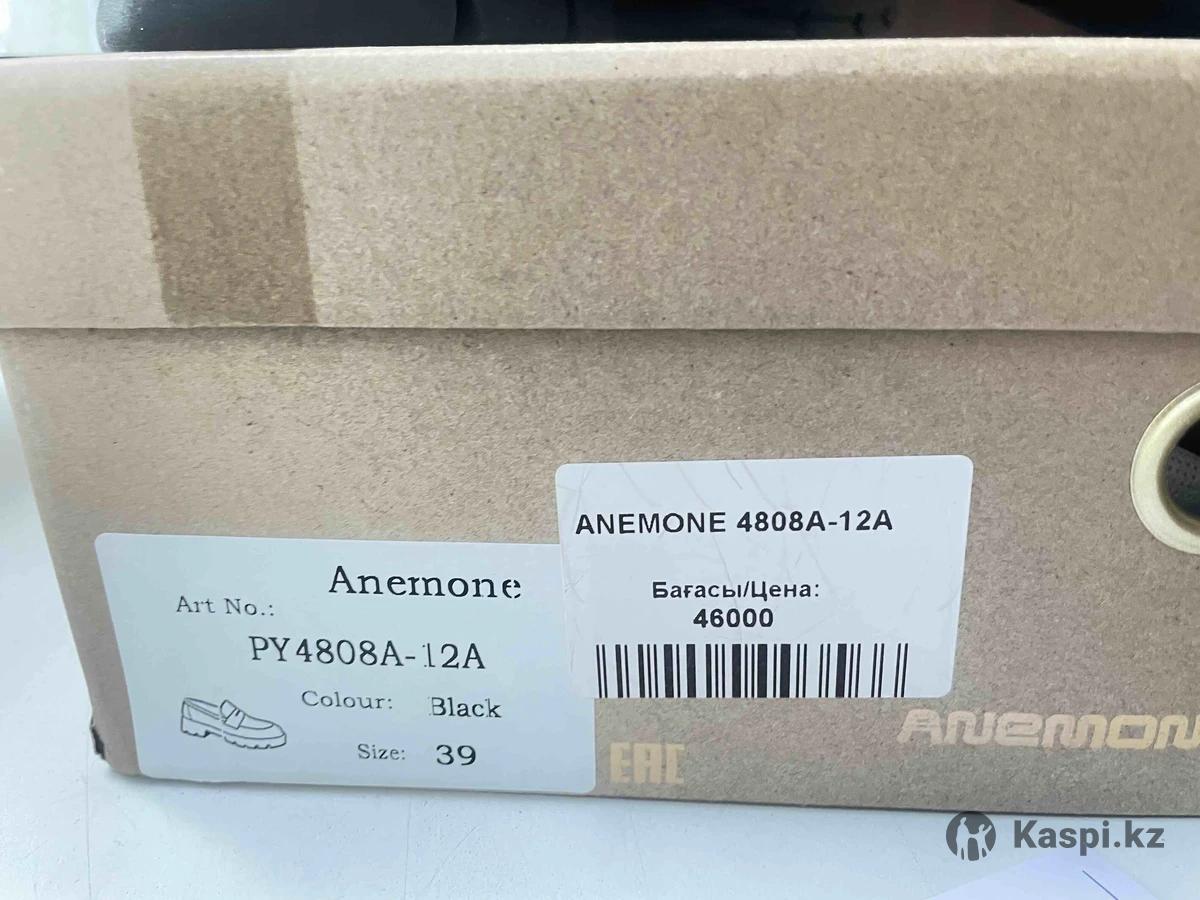 ANEMONE 4808A-12A
Бағасы/Цена:
46000
Anemone
Art No.:
PY4808A-12A
Colour: Black
Size: 39
EAC
ANEMON
Kaspi.kz